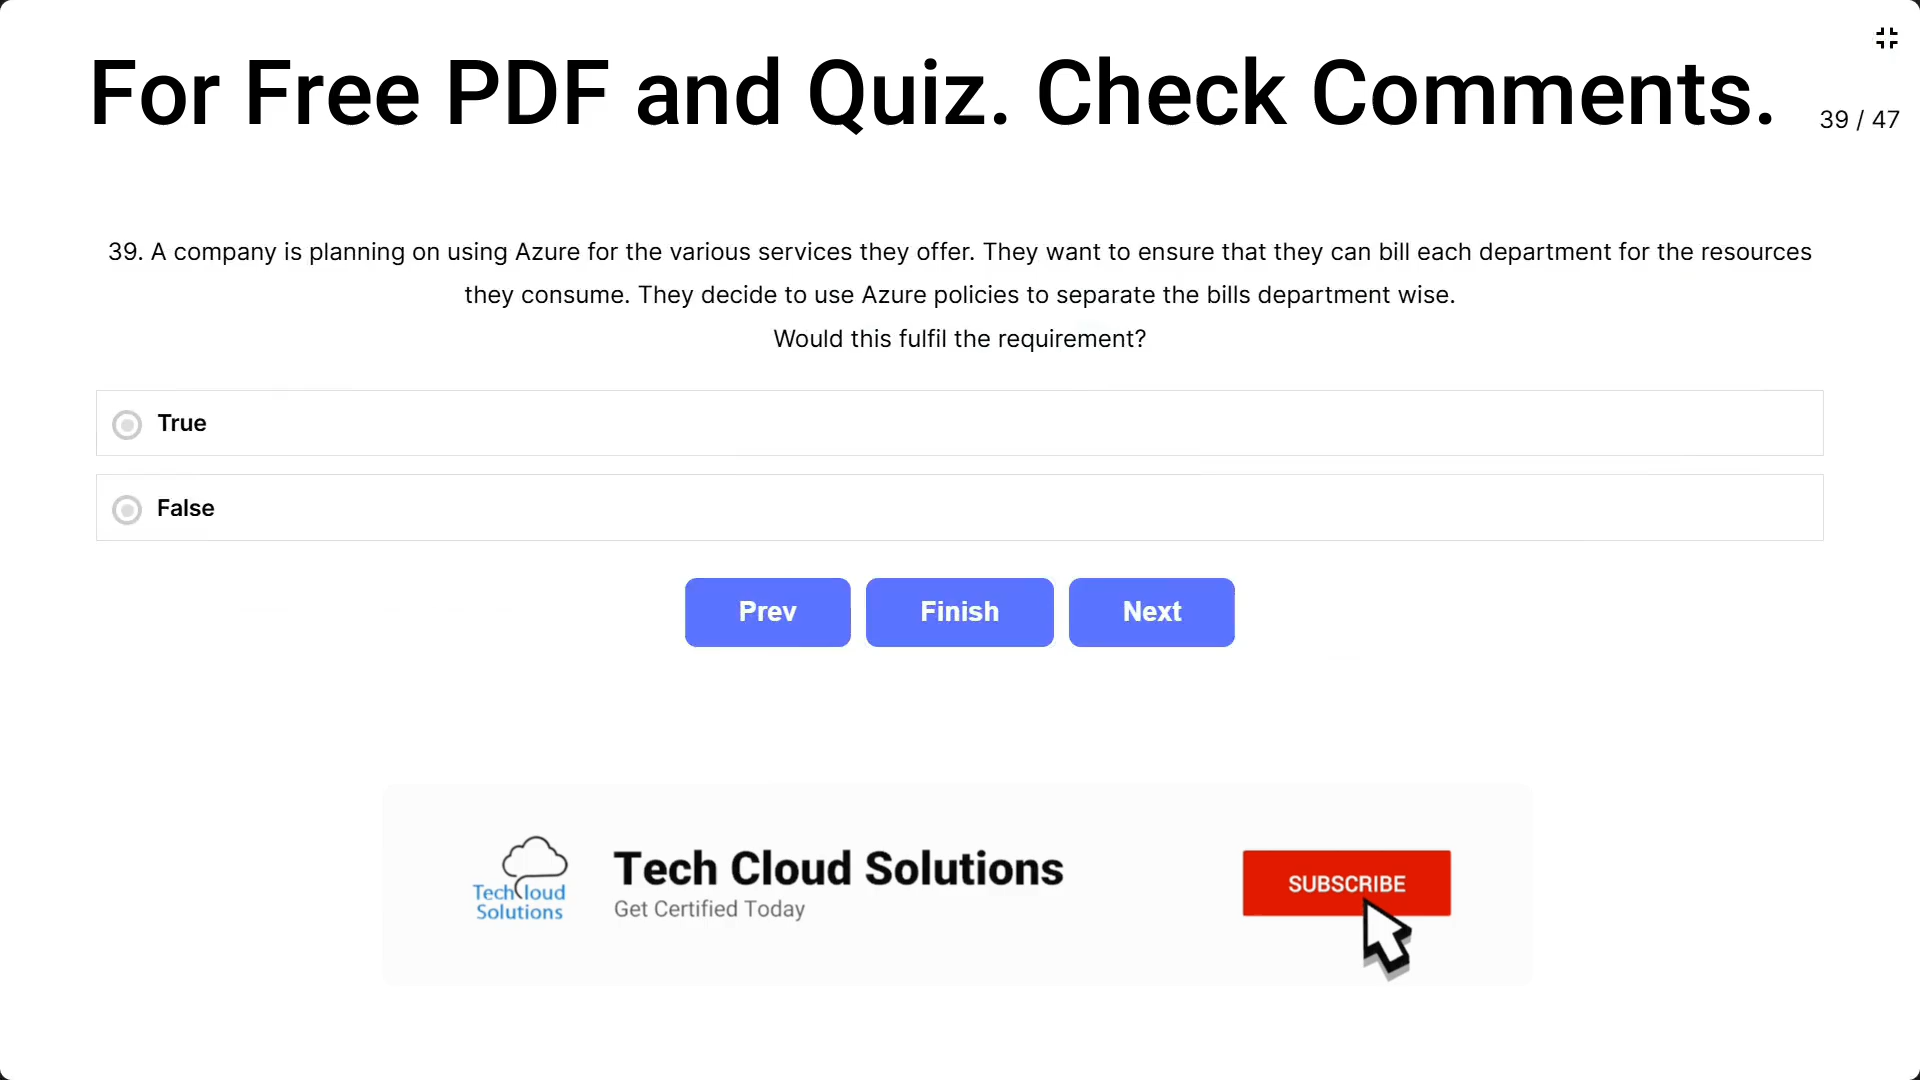 For Free PDF and Quiz. Check Comments.
39 / 47
39. A company is planning on using Azure for the various services they offer. They want to ensure that they can bill each department for the resources
they consume. They decide to use Azure policies to separate the bills department wise.
Would this fulfil the requirement?
True
False
Prev
Finish
Next
Tech Cloud Solutions
Get Certified Today
Tech loud
Solutions
SUBSCRIBE